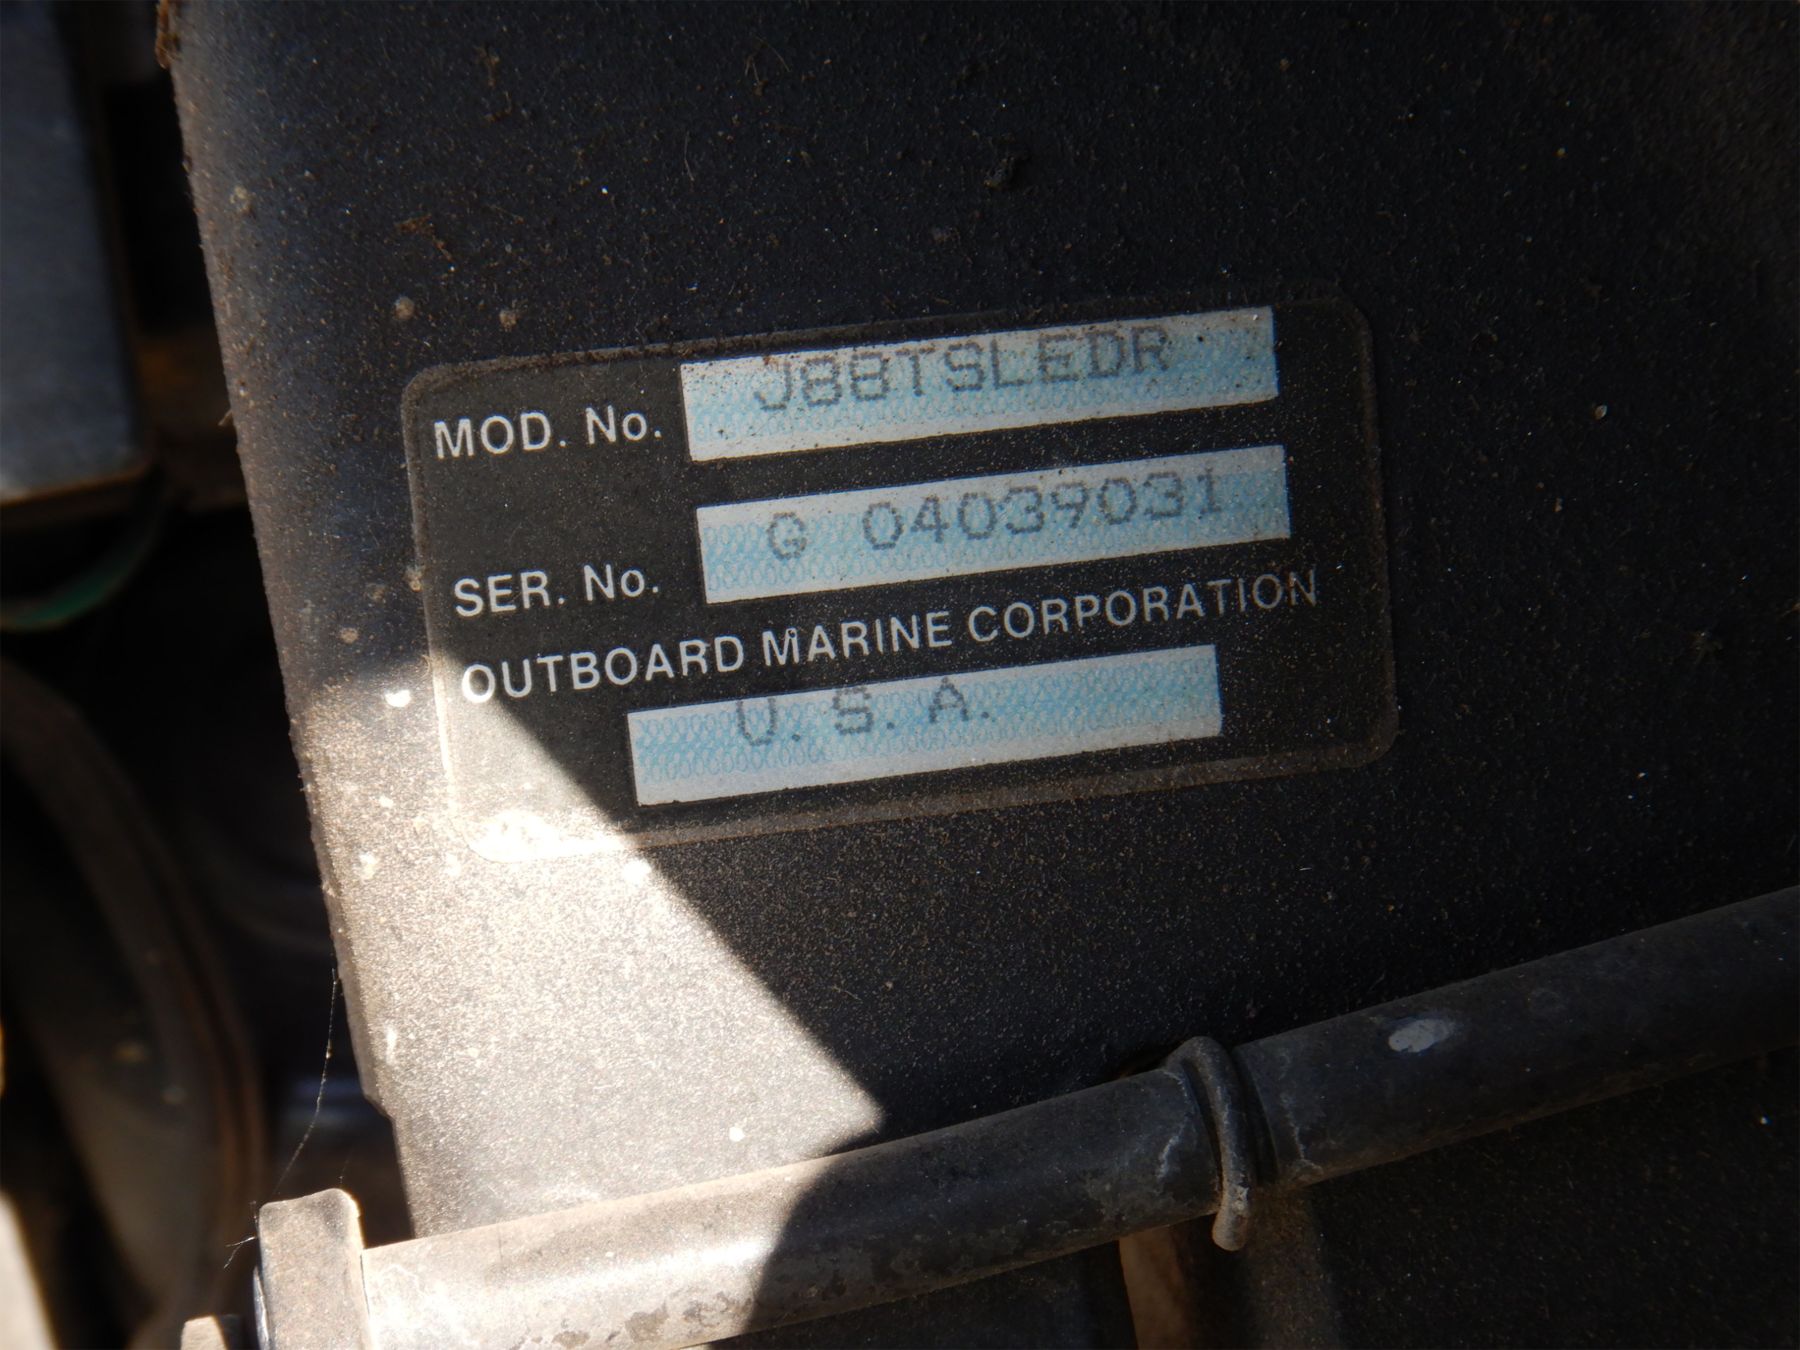 MOD. No. J88TSLEDR
SER. No. G 04039031
OUTBOARD MARINE CORPORATION
U. S. A.